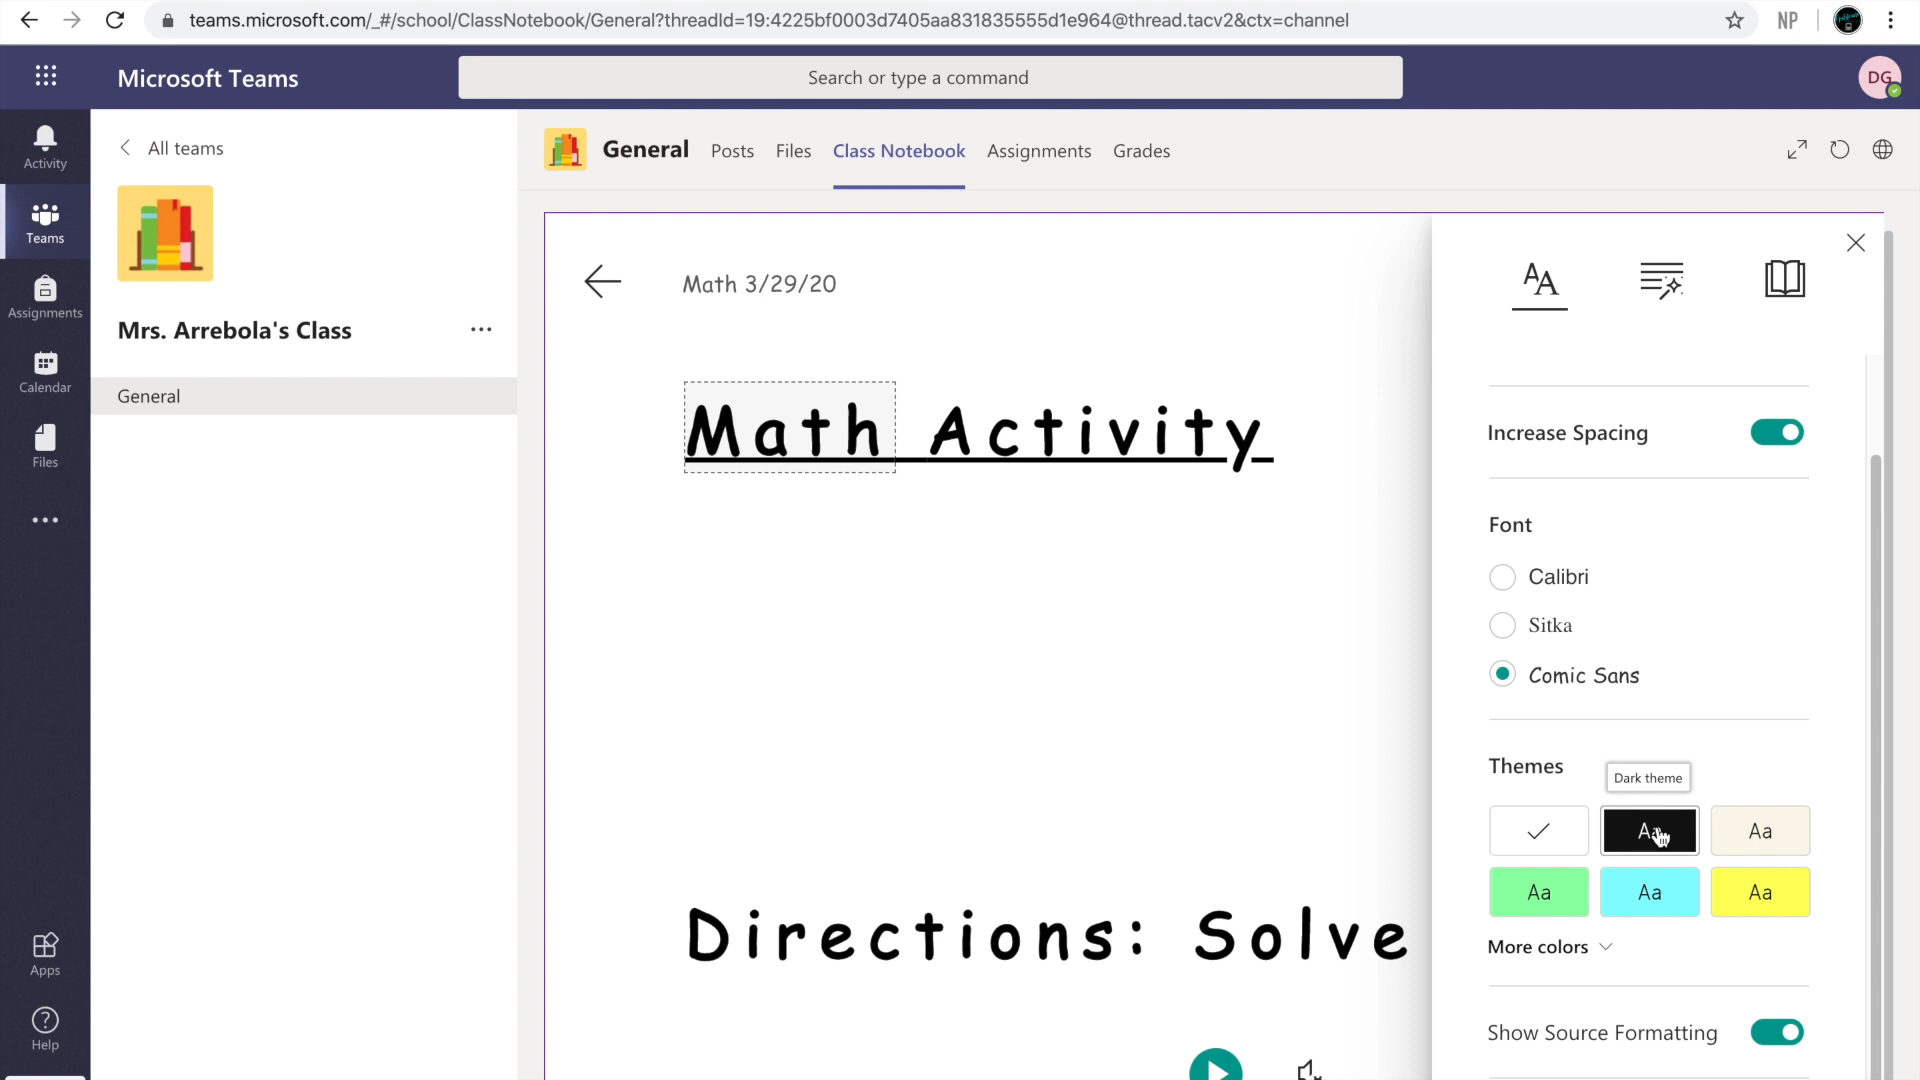 teams.microsoft.com/_#/school/ClassNotebook/General?threadId=19:4225bf0003d7405aa831835555d1e964@thread.tacv2&ctx=channel
NP
Microsoft Teams
Search or type a command
DG
Activity
Teams
Assignments
Calendar
Files
Apps
Help
All teams
Mrs. Arrebola's Class
General
General
Posts
Files
Class Notebook
Assignments
Grades
Math 3/29/20
Math Activity
Directions: Solve
Increase Spacing
Font
Calibri
Sitka
Comic Sans
Themes
Dark theme
Aa
Aa
Aa
Aa
More colors
Show Source Formatting